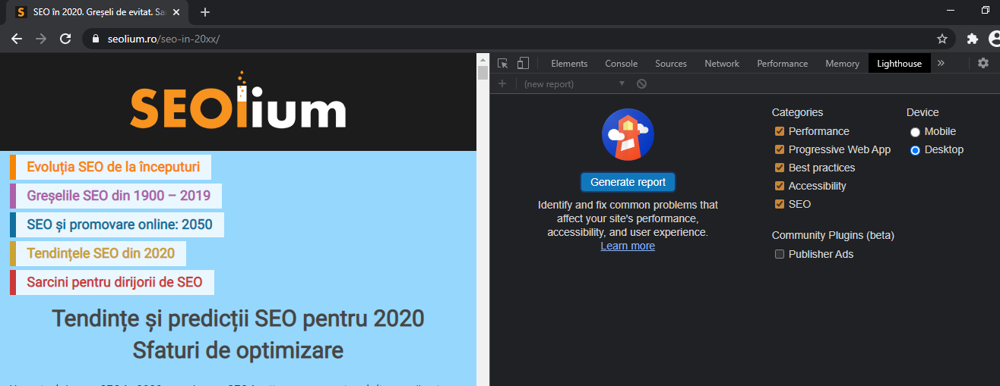 SEO în 2020. Greșeli de evitat. Sa
seolium.ro/seo-in-20xx/
SEOlium
Evoluția SEO de la începuturi
Greșelile SEO din 1900 – 2019
SEO și promovare online: 2050
Tendințele SEO din 2020
Sarcini pentru dirijorii de SEO
Tendințe și predicții SEO pentru 2020
Sfaturi de optimizare
Elements Console Sources Network Performance Memory Lighthouse »
(new report)
Generate report
Identify and fix common problems that
affect your site's performance,
accessibility, and user experience.
Learn more
Categories
Performance
Progressive Web App
Best practices
Accessibility
SEO
Community Plugins (beta)
Publisher Ads
Device
Mobile
Desktop